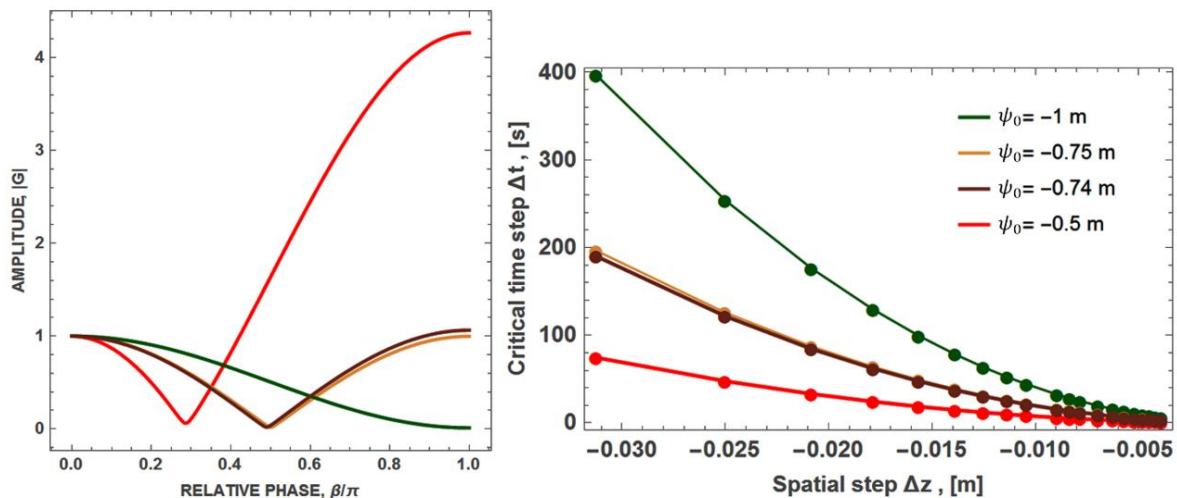 AMPLITUDE, |G|
4
3
2
1
0
0.0 0.2 0.4 0.6 0.8 1.0
RELATIVE PHASE, β/π
Critical time step Δt , [s]
400
300
200
100
0
-0.030 -0.025 -0.020 -0.015 -0.010 -0.005
Spatial step Δz , [m]
ψ₀= −1 m
ψ₀= −0.75 m
ψ₀= −0.74 m
ψ₀= −0.5 m